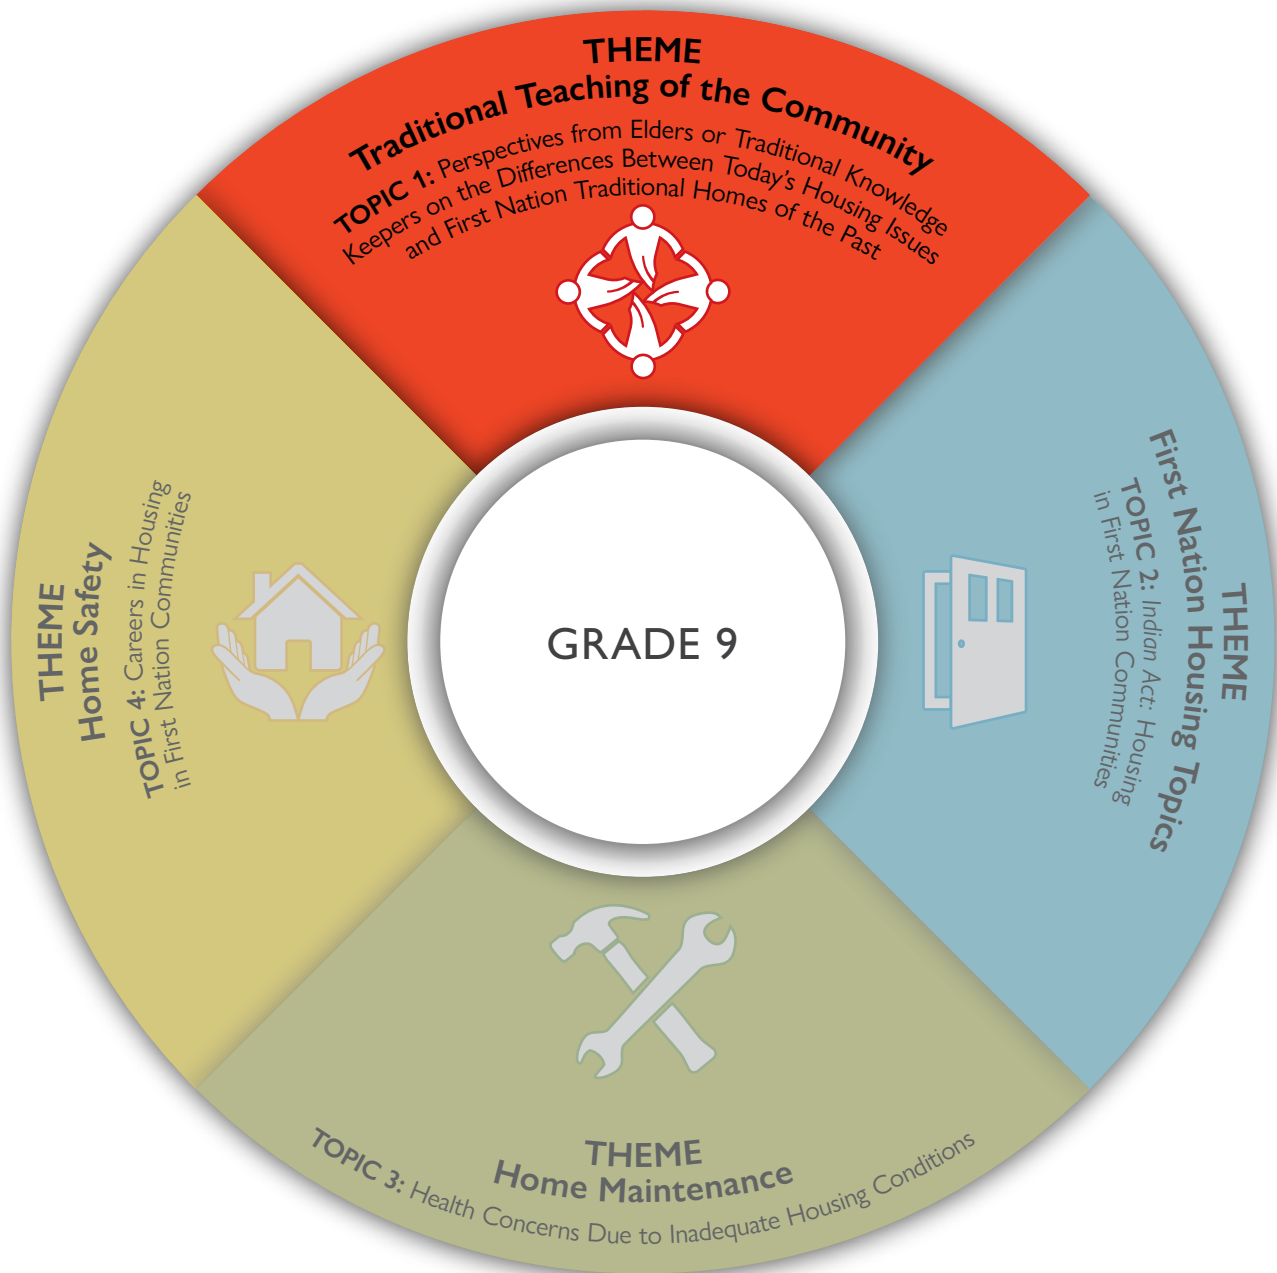 THEME
Traditional Teaching of the Community
TOPIC 1: Perspectives from Elders or Traditional Knowledge
Keepers on the Differences Between Today's Housing Issues
and First Nation Traditional Homes of the Past
THEME
First Nation Housing Topics
TOPIC 2: Indian Act: Housing
in First Nation Communities
THEME
Home Maintenance
TOPIC 3: Health Concerns Due to Inadequate Housing Conditions
THEME
Home Safety
TOPIC 4: Careers in Housing
in First Nation Communities
GRADE 9